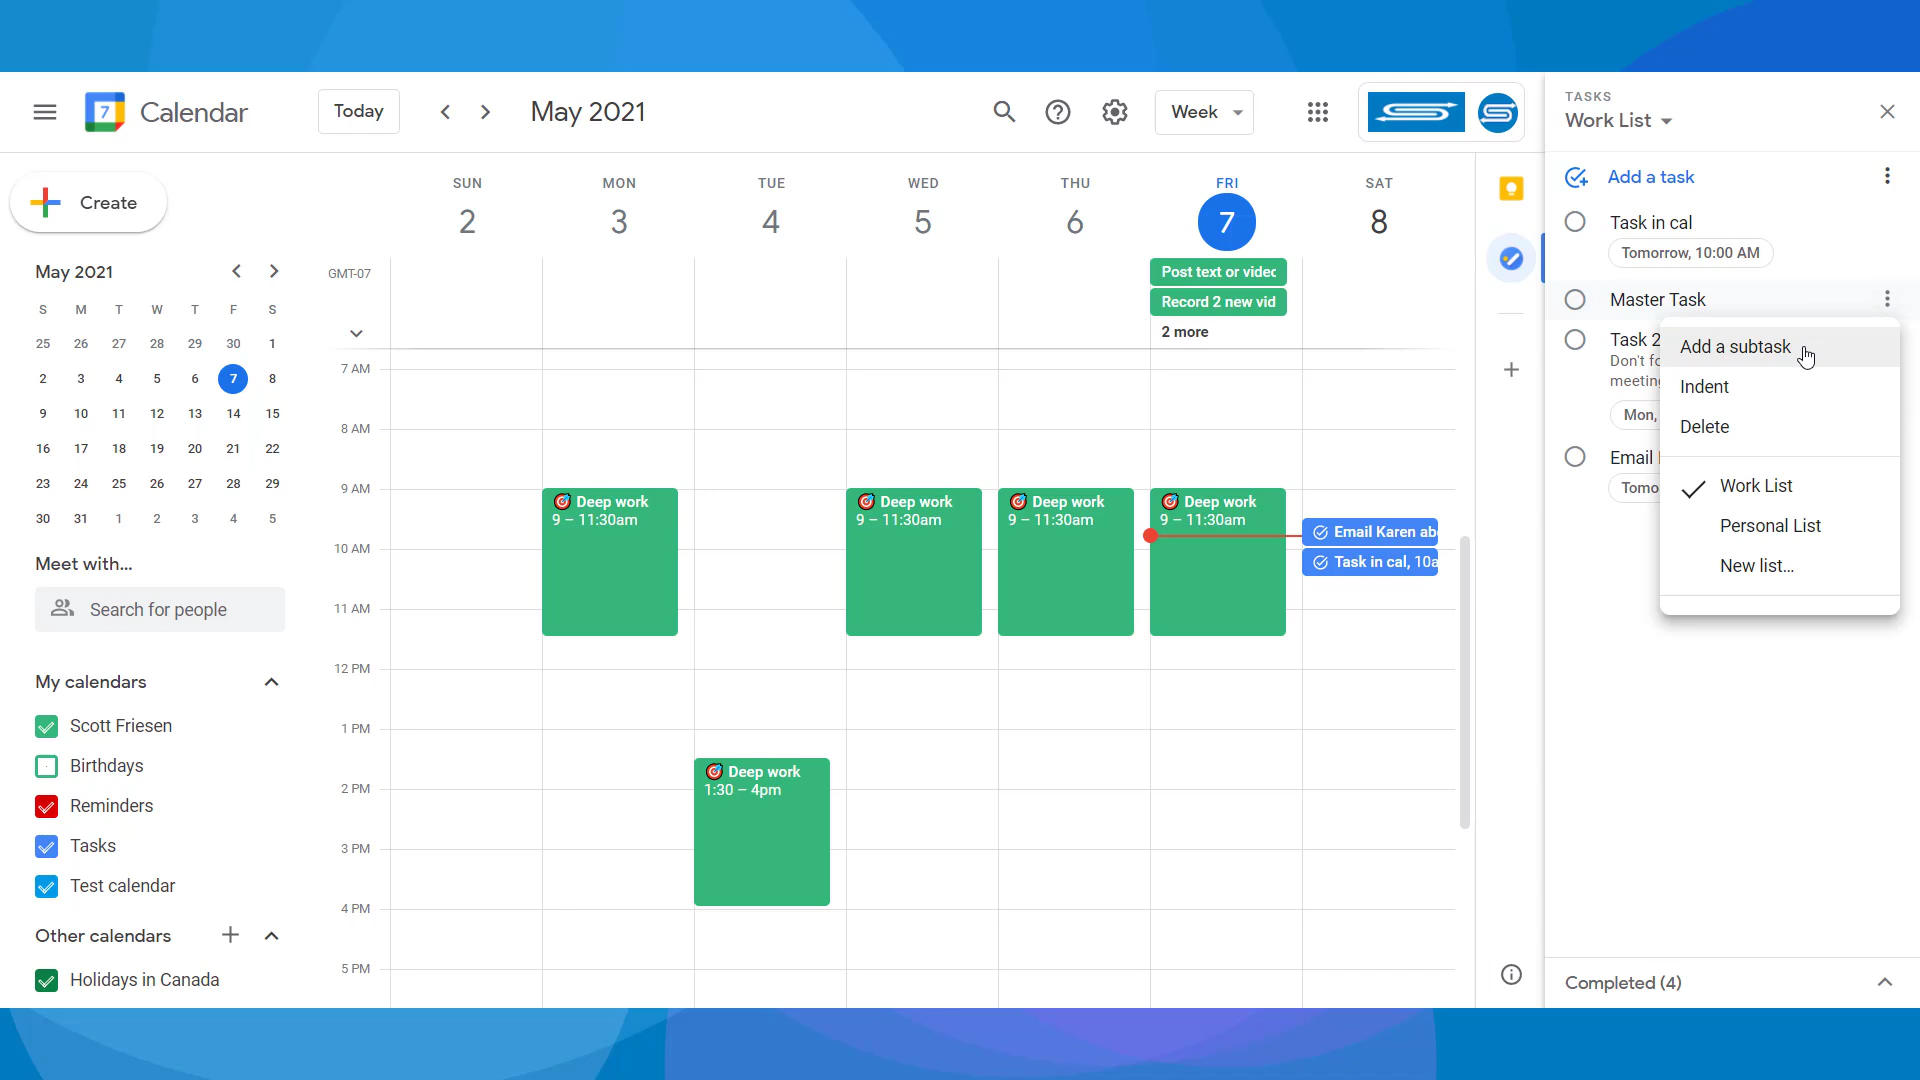 7
Calendar
Today
May 2021
Week
TASKS
Work List
Create
SUN
MON
TUE
WED
THU
FRI
SAT
2
3
4
5
6
7
8
Add a task
Task in cal
Tomorrow, 10:00 AM
May 2021
S M T W T F S
25 26 27 28 29 30 1
2 3 4 5 6 7 8
9 10 11 12 13 14 15
16 17 18 19 20 21 22
23 24 25 26 27 28 29
30 31 1 2 3 4 5
GMT-07
Post text or videc
Record 2 new vid
2 more
Master Task
Task 2
Don't fo
meeting
Mon,
Email
Tomo
Add a subtask
Indent
Delete
Work List
Personal List
New list...
7 AM
8 AM
9 AM
10 AM
11 AM
12 PM
1 PM
2 PM
3 PM
4 PM
5 PM
Deep work
9 – 11:30am
Deep work
9 – 11:30am
Deep work
9 – 11:30am
Deep work
9 – 11:30am
Email Karen ab
Task in cal, 10a
Deep work
1:30 – 4pm
Meet with...
Search for people
My calendars
Scott Friesen
Birthdays
Reminders
Tasks
Test calendar
Other calendars
Holidays in Canada
Completed (4)